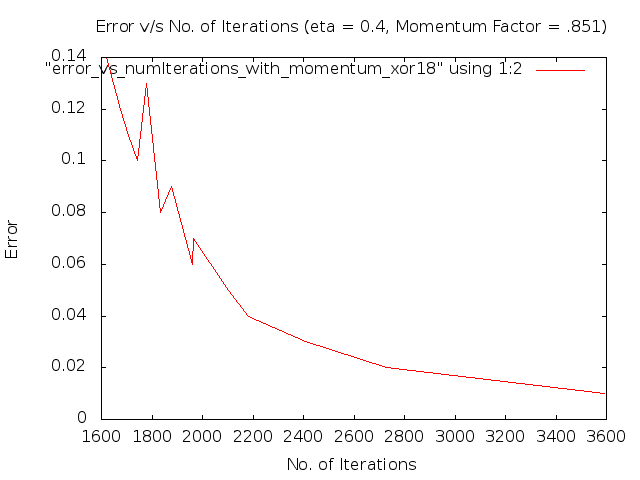 Error v/s No. of Iterations (eta = 0.4, Momentum Factor = .851)
"error_v/s_numIterations_with_momentum_xor18" using 1:2
0.14
0.12
0.1
0.08
0.06
0.04
0.02
0
Error
1600 1800 2000 2200 2400 2600 2800 3000 3200 3400 3600
No. of Iterations